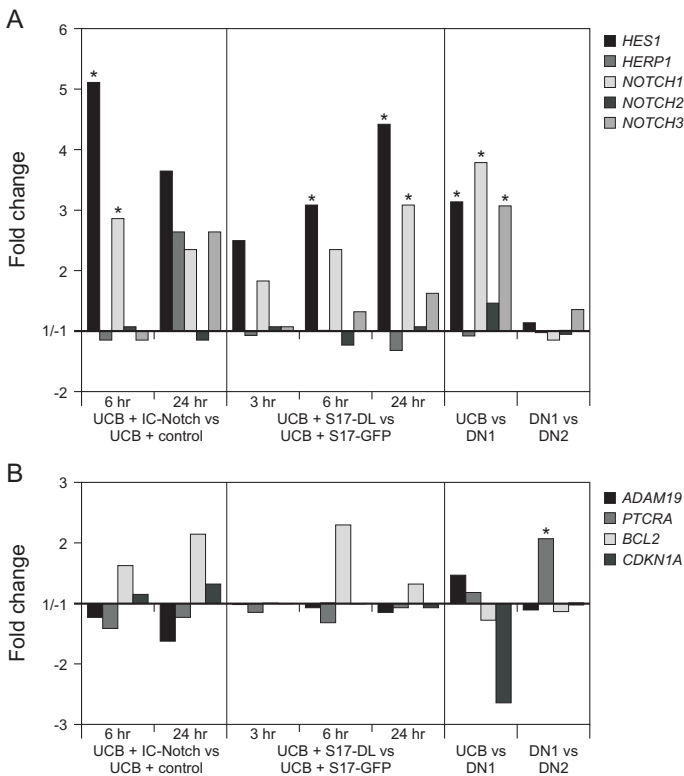 A
6
5
4
3
2
1/-1
-2
Fold change
*
*
*
*
*
*
*
*
HES1
HERP1
NOTCH1
NOTCH2
NOTCH3
6 hr
24 hr
3 hr
6 hr
24 hr
UCB + IC-Notch vs
UCB + control
UCB + S17-DL vs
UCB + S17-GFP
UCB vs
DN1
DN1 vs
DN2
B
3
2
1/-1
-2
-3
Fold change
*
ADAM19
PTCRA
BCL2
CDKN1A
6 hr
24 hr
3 hr
6 hr
24 hr
UCB + IC-Notch vs
UCB + control
UCB + S17-DL vs
UCB + S17-GFP
UCB vs
DN1
DN1 vs
DN2